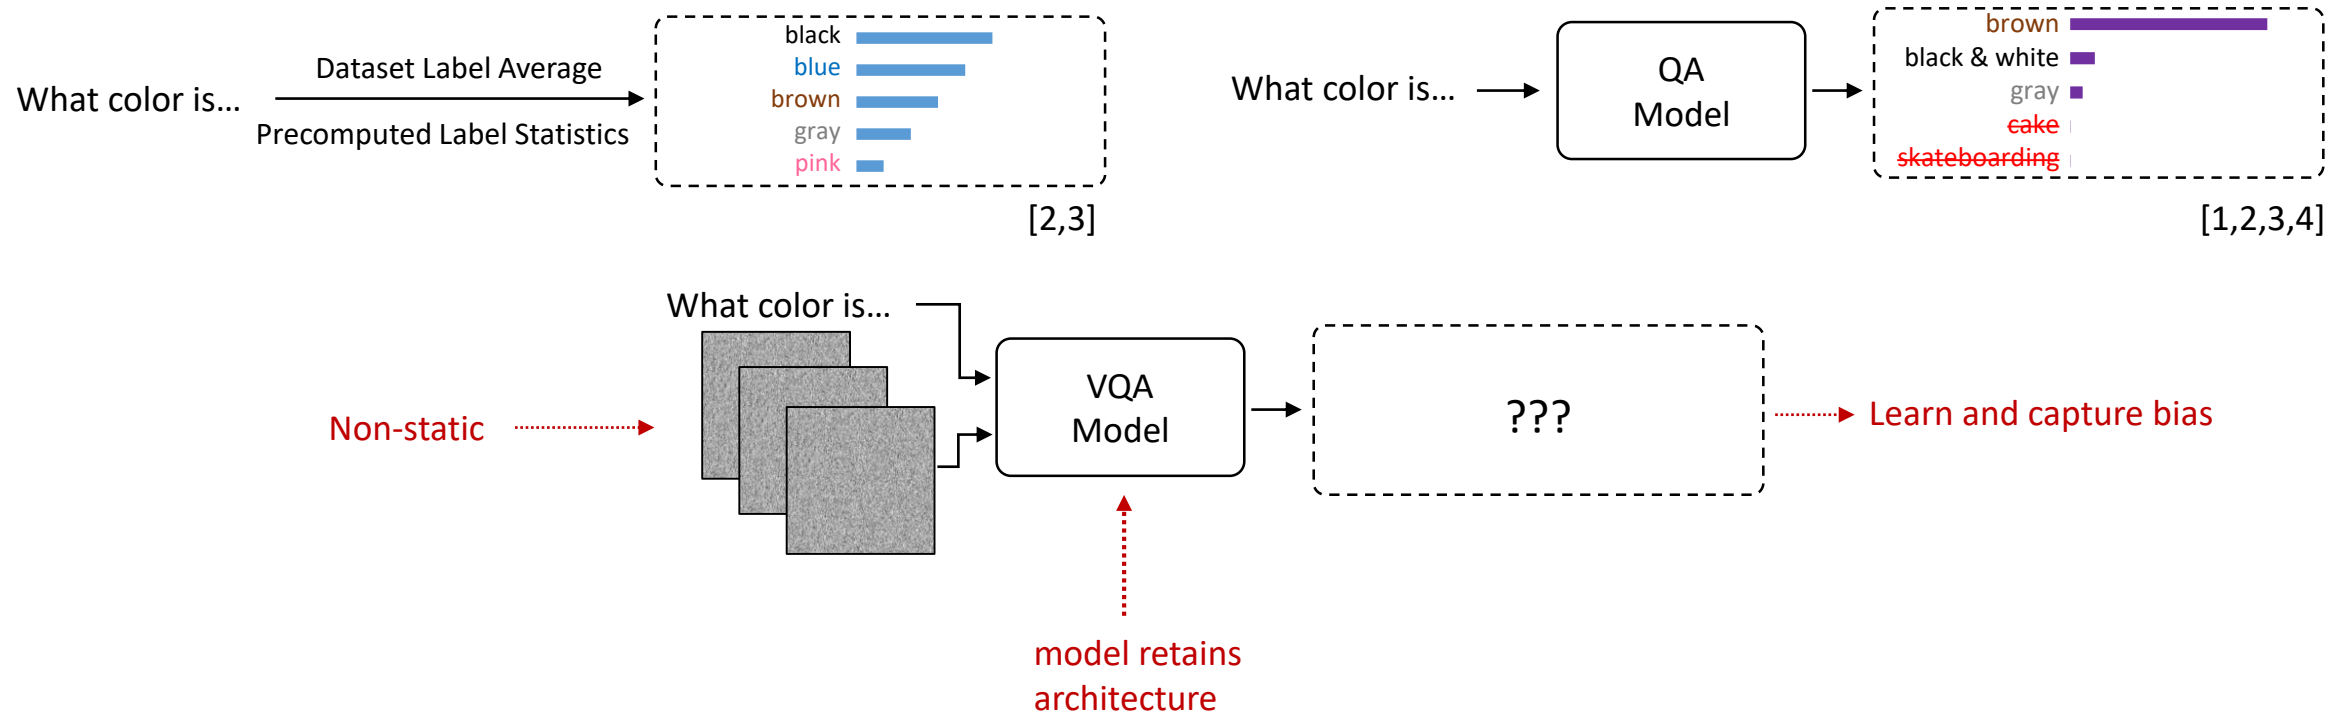 What color is...
Dataset Label Average
Precomputed Label Statistics
black
blue
brown
gray
pink
[2,3]
What color is...
QA
Model
brown
black & white
gray
cake
skateboarding
[1,2,3,4]
What color is...
Non-static
VQA
Model
???
Learn and capture bias
model retains
architecture